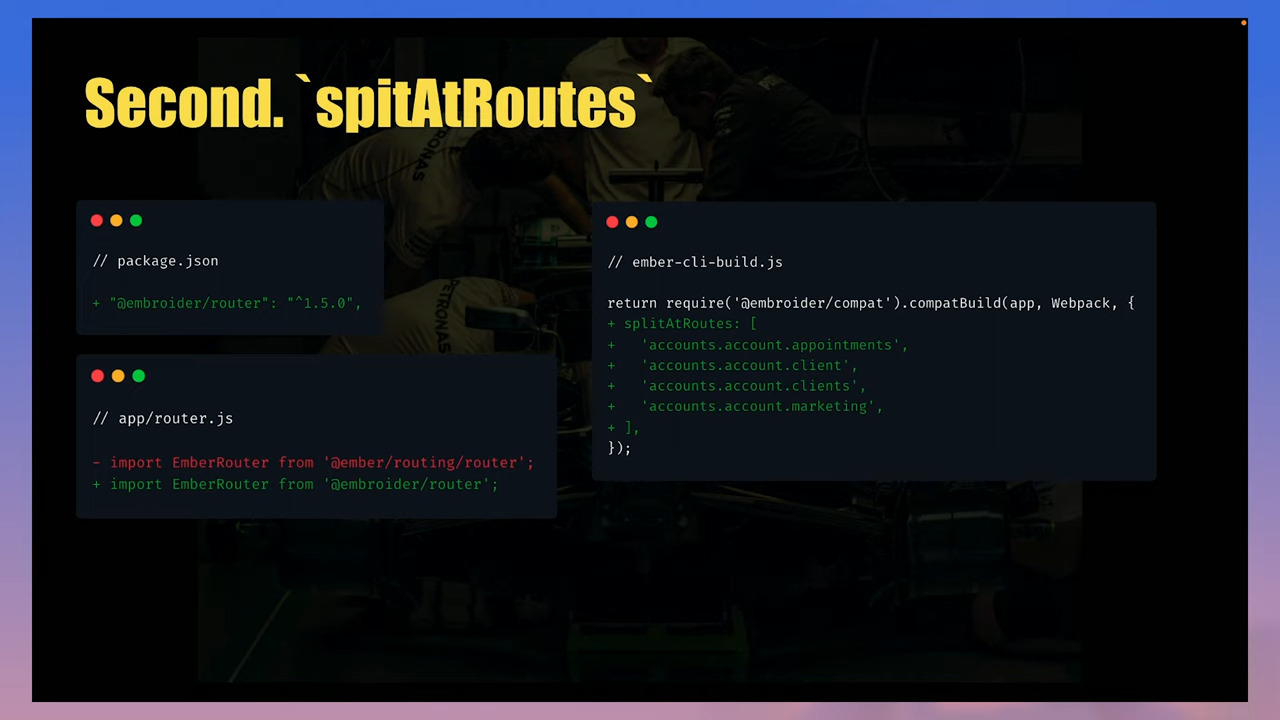 Second. `spitAtRoutes`
// package.json
+ "@embroider/router": "^1.5.0",
// app/router.js
- import EmberRouter from '@ember/routing/router';
+ import EmberRouter from '@embroider/router';
// ember-cli-build.js
return require('@embroider/compat').compatBuild(app, Webpack, {
+ splitAtRoutes: [
+   'accounts.account.appointments',
+   'accounts.account.client',
+   'accounts.account.clients',
+   'accounts.account.marketing',
+ ],
});
PETRONAS
PETRONAS